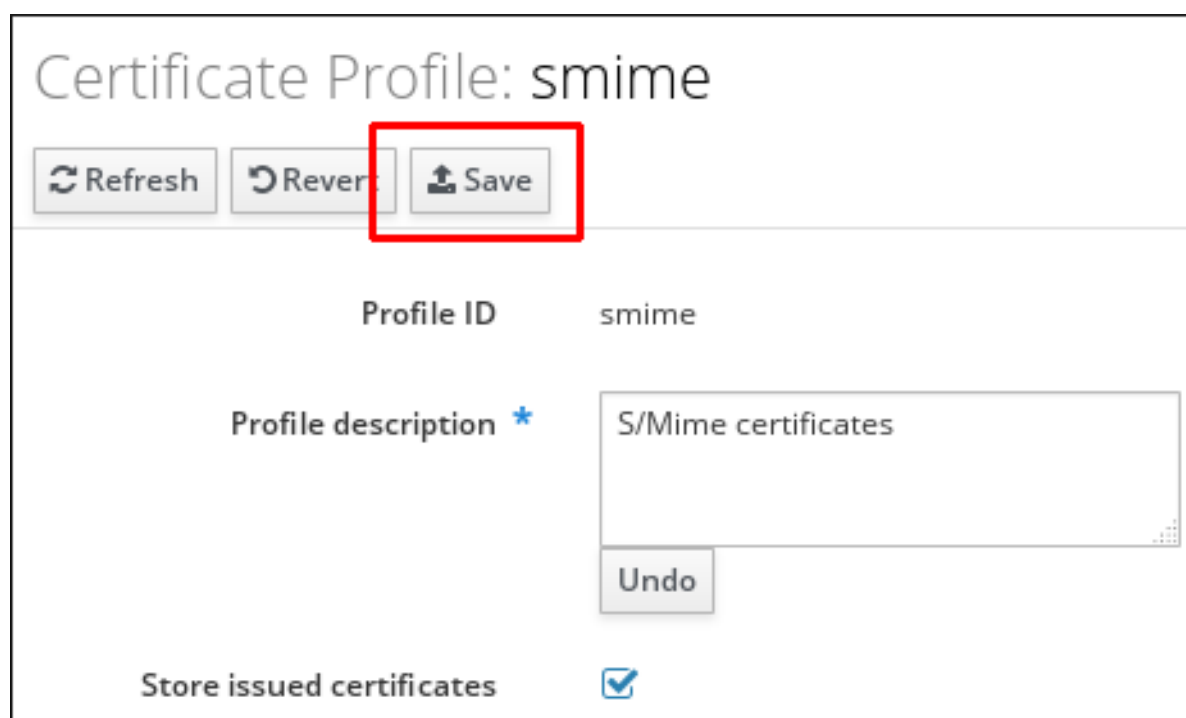 Certificate Profile: smime
Refresh Revert Save
Profile ID smime
Profile description * S/Mime certificates
Undo
Store issued certificates